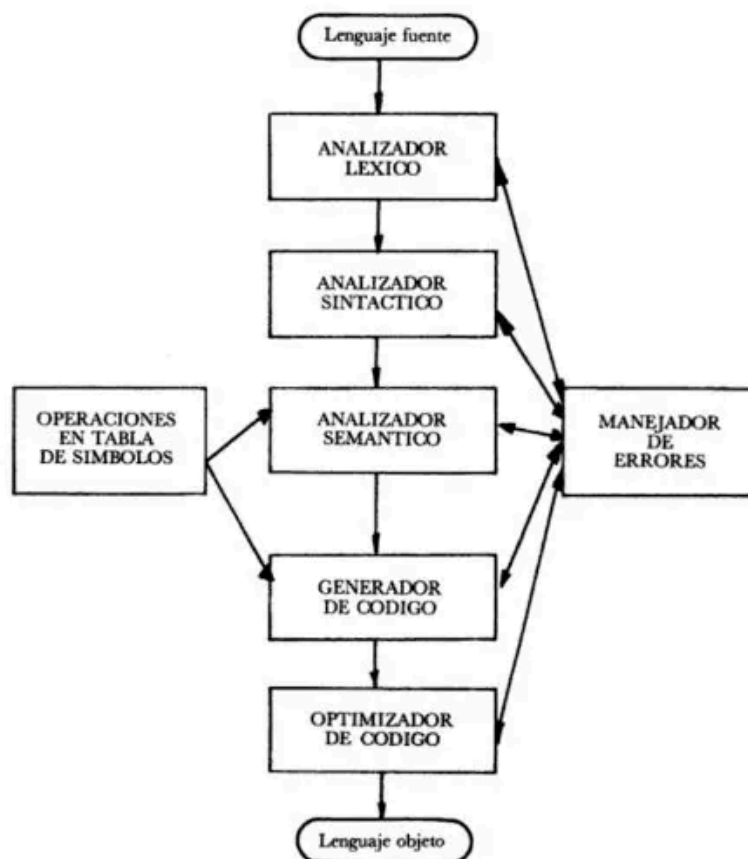 Lenguaje fuente
ANALIZADOR
LEXICO
ANALIZADOR
SINTACTICO
OPERACIONES
EN TABLA
DE SIMBOLOS
ANALIZADOR
SEMANTICO
MANEJADOR
DE
ERRORES
GENERADOR
DE CODIGO
OPTIMIZADOR
DE CODIGO
Lenguaje objeto